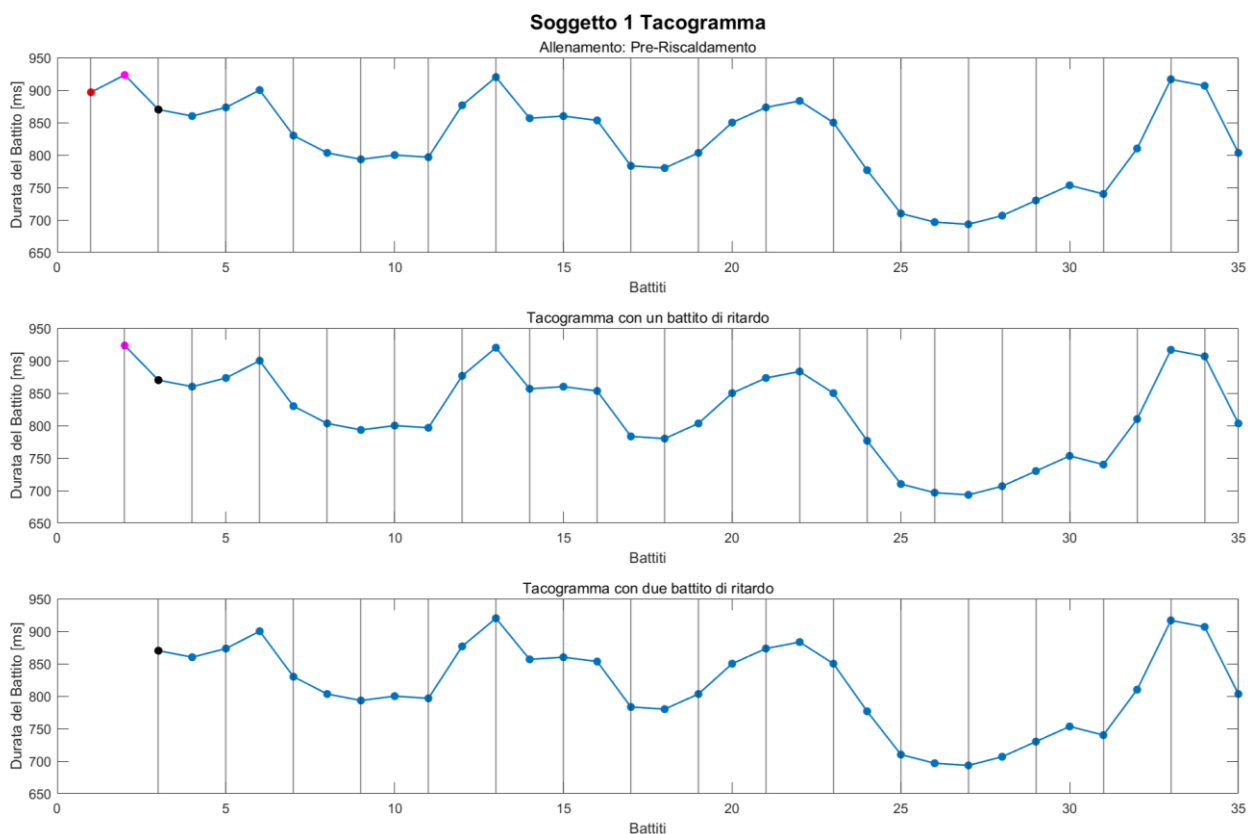 Soggetto 1 Tacogramma
Allenamento: Pre-Riscaldamento
Durata del Battito [ms]
950
900
850
800
750
700
650
0 5 10 15 20 25 30 35
Battiti
Tacogramma con un battito di ritardo
Durata del Battito [ms]
950
900
850
800
750
700
650
0 5 10 15 20 25 30 35
Battiti
Tacogramma con due battito di ritardo
Durata del Battito [ms]
950
900
850
800
750
700
650
0 5 10 15 20 25 30 35
Battiti